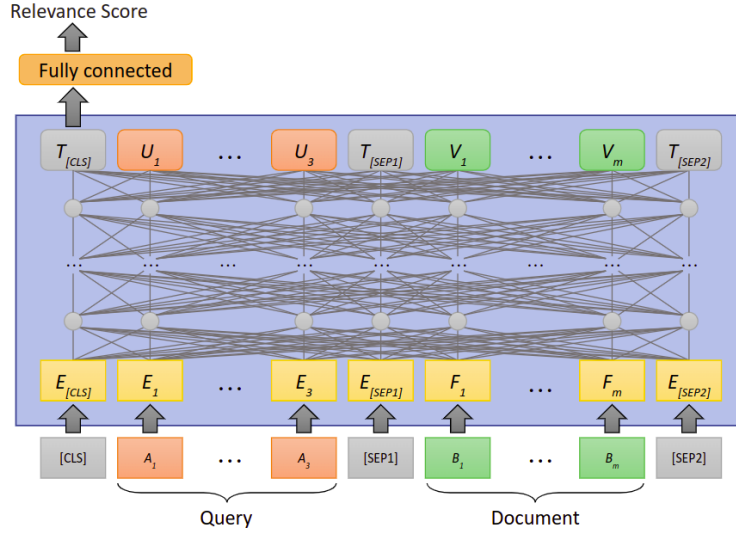 Relevance Score
Fully connected
T[CLS] U1 ... U3 T[SEP1] V1 ... Vm T[SEP2]
... ... ... ... ... ... ... ... ...
E[CLS] E1 ... E3 E[SEP1] F1 ... Fm E[SEP2]
[CLS] A1 ... A3 [SEP1] B1 ... Bm [SEP2]
Query Document